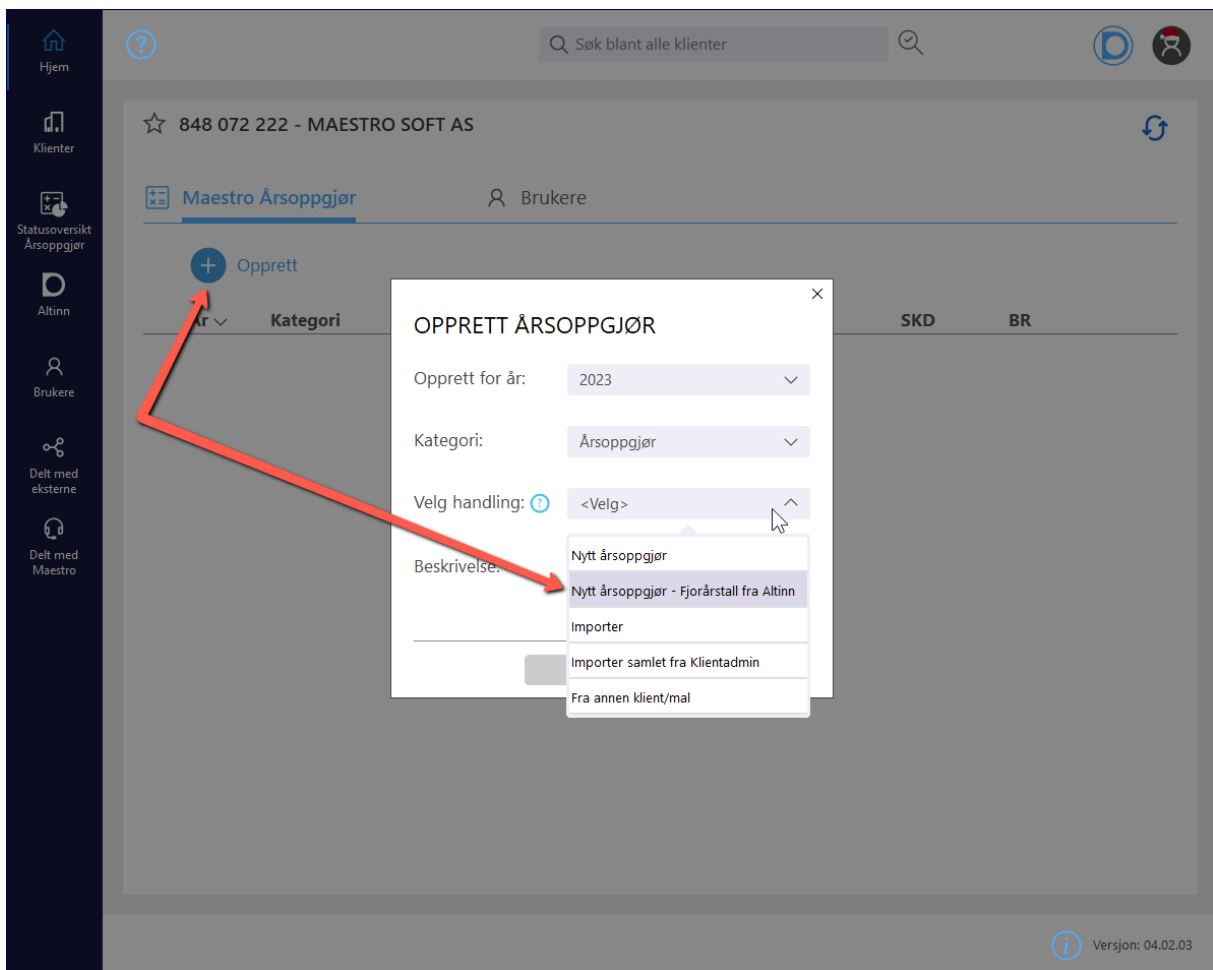 Hjem
Søk blant alle klienter
Klienter
Statusoversikt
Årsoppgjør
Altinn
Brukere
Delt med
eksterne
Delt med
Maestro
848 072 222 - MAESTRO SOFT AS
Maestro Årsoppgjør
Brukere
Opprett
År
Kategori
SKD
BR
OPPRETT ÅRSOPPGJØR
Opprett for år:
2023
Kategori:
Årsoppgjør
Velg handling:
<Velg>
Beskrivelse:
Nytt årsoppgjør
Nytt årsoppgjør - Fjorårstall fra Altinn
Importer
Importer samlet fra Klientadmin
Fra annen klient/mal
Versjon: 04.02.03